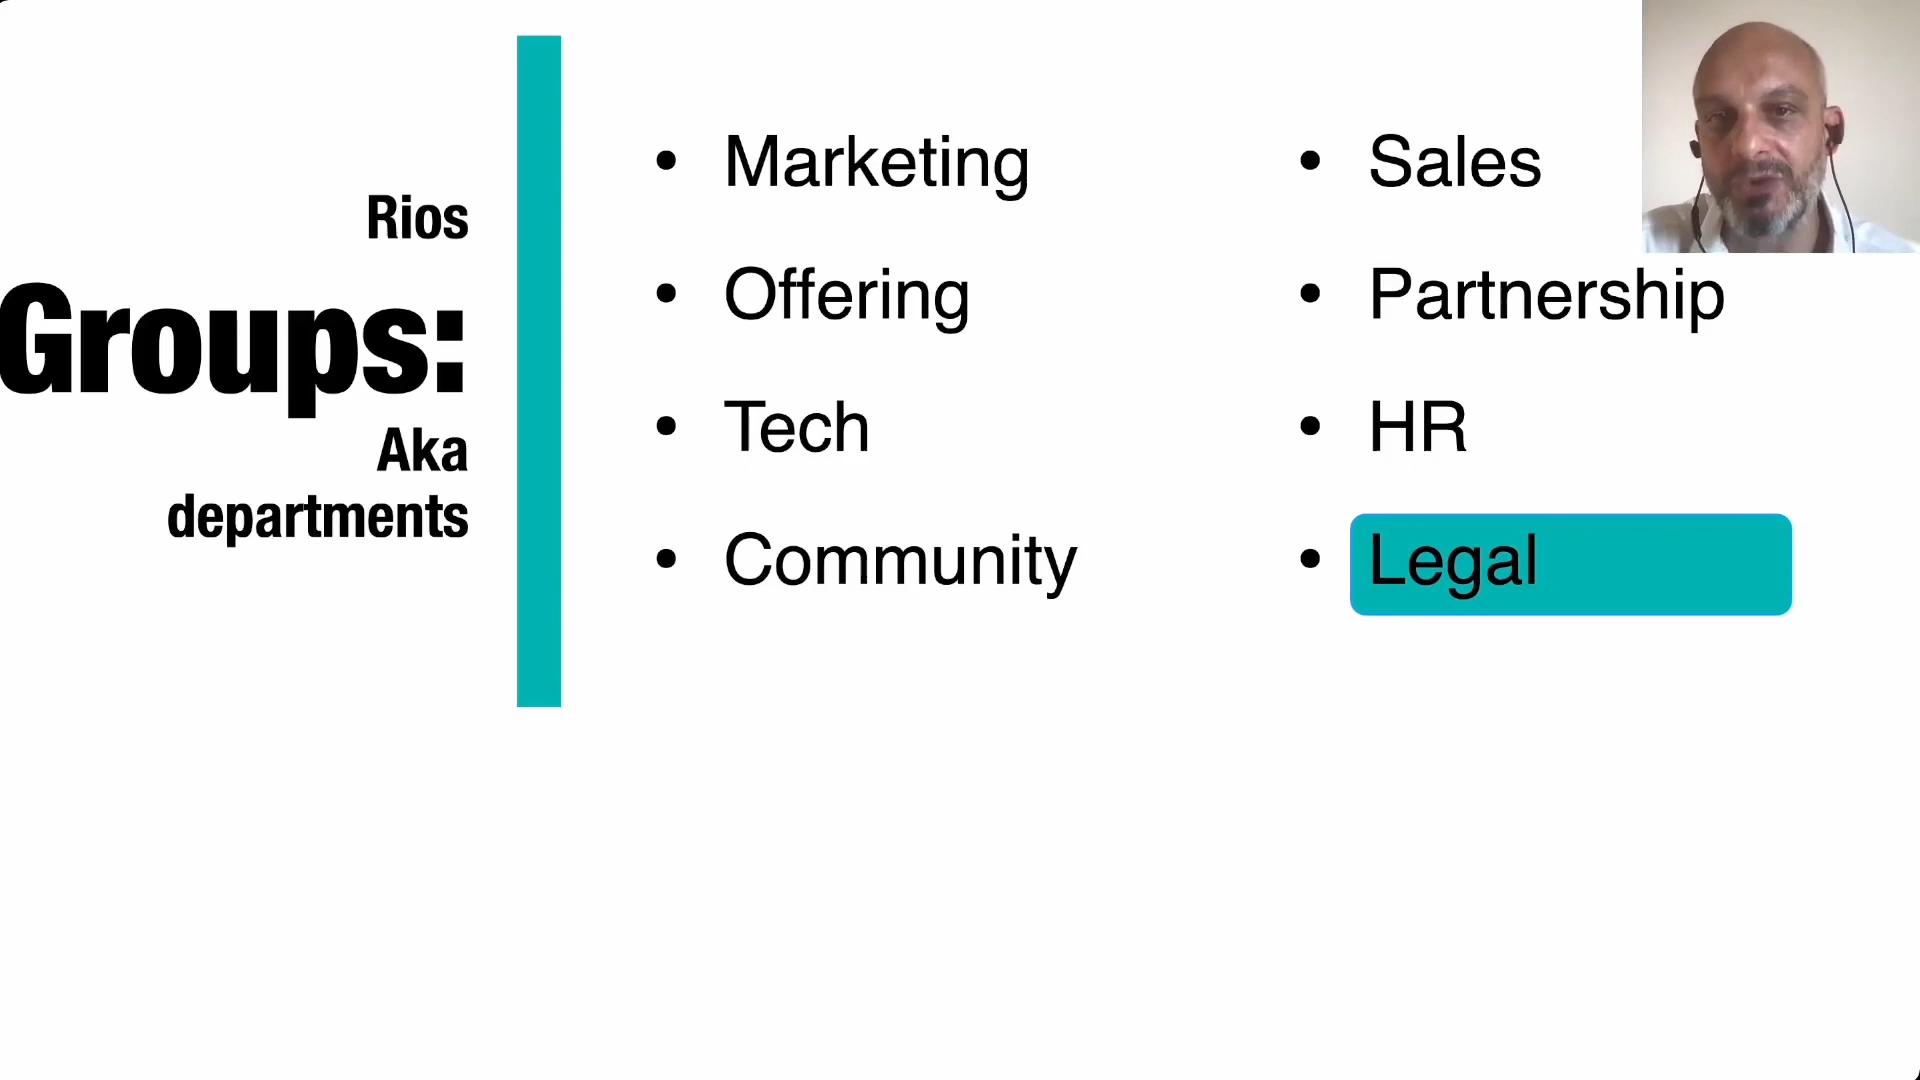 Rios
Groups:
Aka
departments
• Marketing
• Offering
• Tech
• Community
• Sales
• Partnership
• HR
• Legal